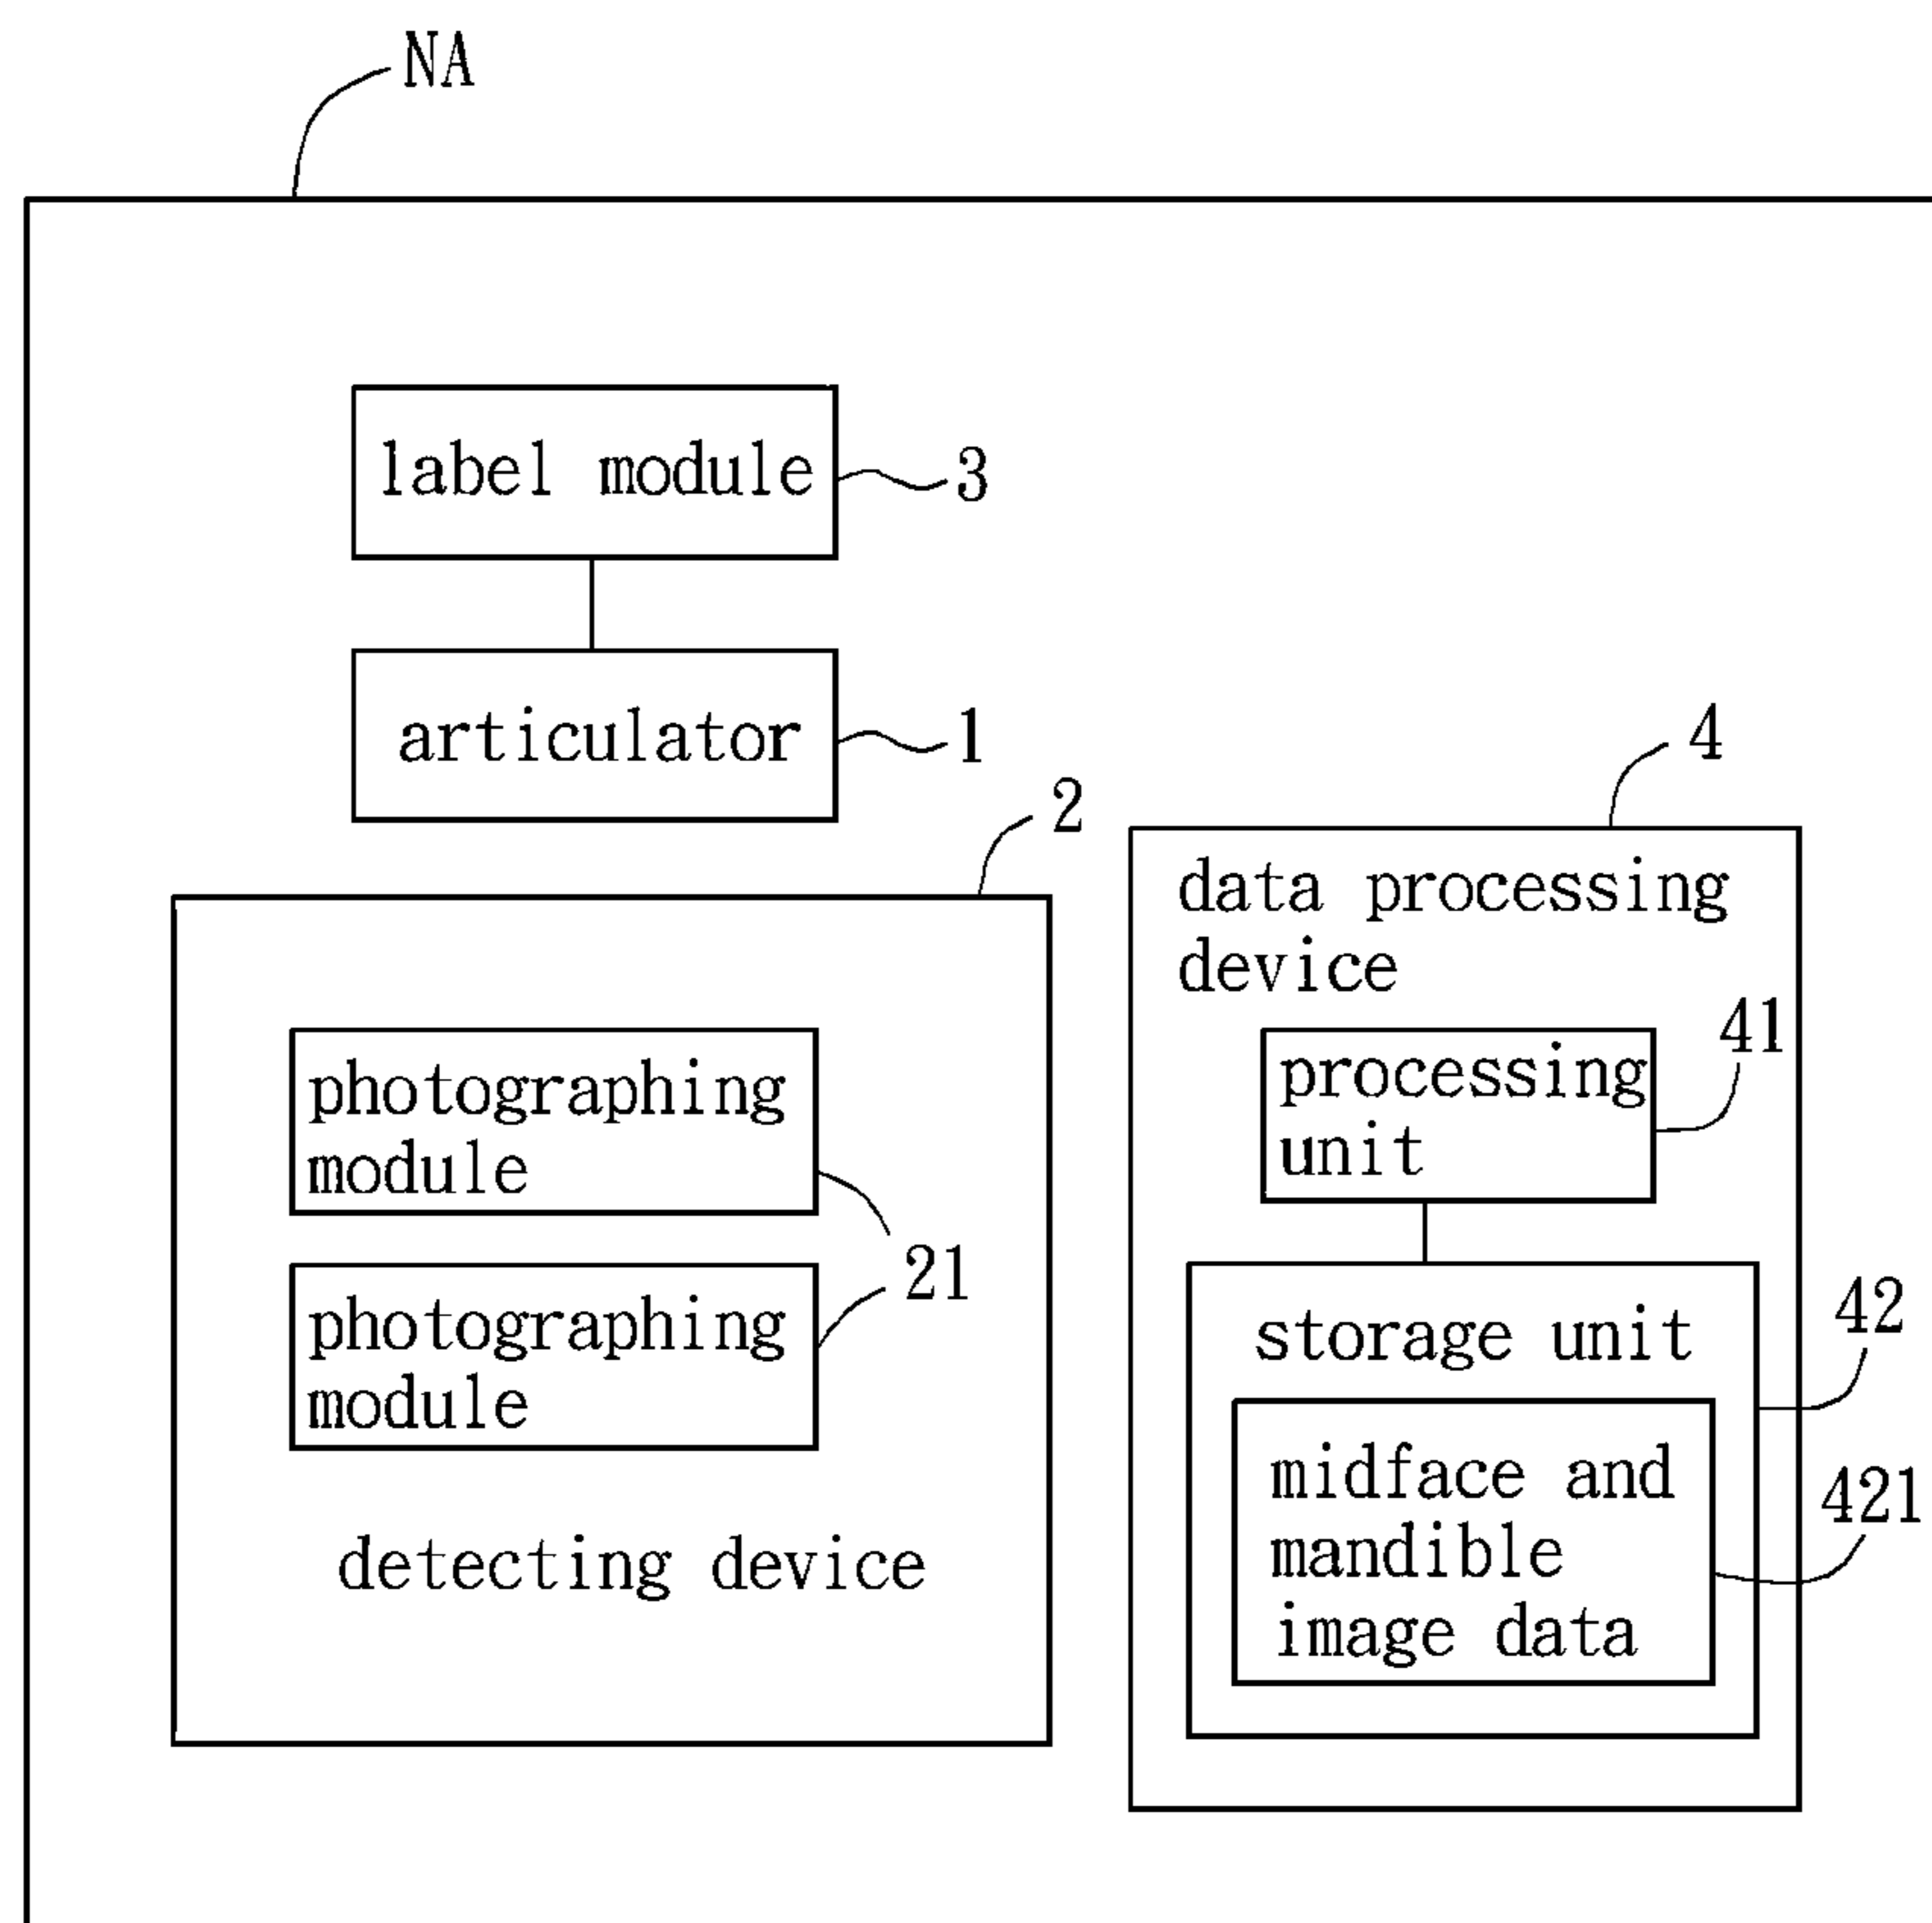 NA
label module
3
articulator
1
2
4
data processing
device
41
processing
unit
photographing
module
21
photographing
module
42
storage unit
midface and
mandible
image data
421
detecting device